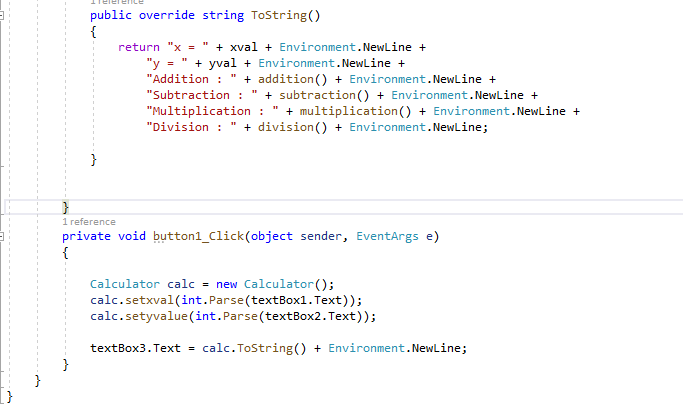 1 reference
public override string ToString()
{
return "x = " + xval + Environment.NewLine +
"y = " + yval + Environment.NewLine +
"Addition : " + addition() + Environment.NewLine +
"Subtraction : " + subtraction() + Environment.NewLine +
"Multiplication : " + multiplication() + Environment.NewLine +
"Division : " + division() + Environment.NewLine;
}
}
1 reference
private void button1_Click(object sender, EventArgs e)
{
Calculator calc = new Calculator();
calc.setxval(int.Parse(textBox1.Text));
calc.setyvalue(int.Parse(textBox2.Text));
textBox3.Text = calc.ToString() + Environment.NewLine;
}
}
}